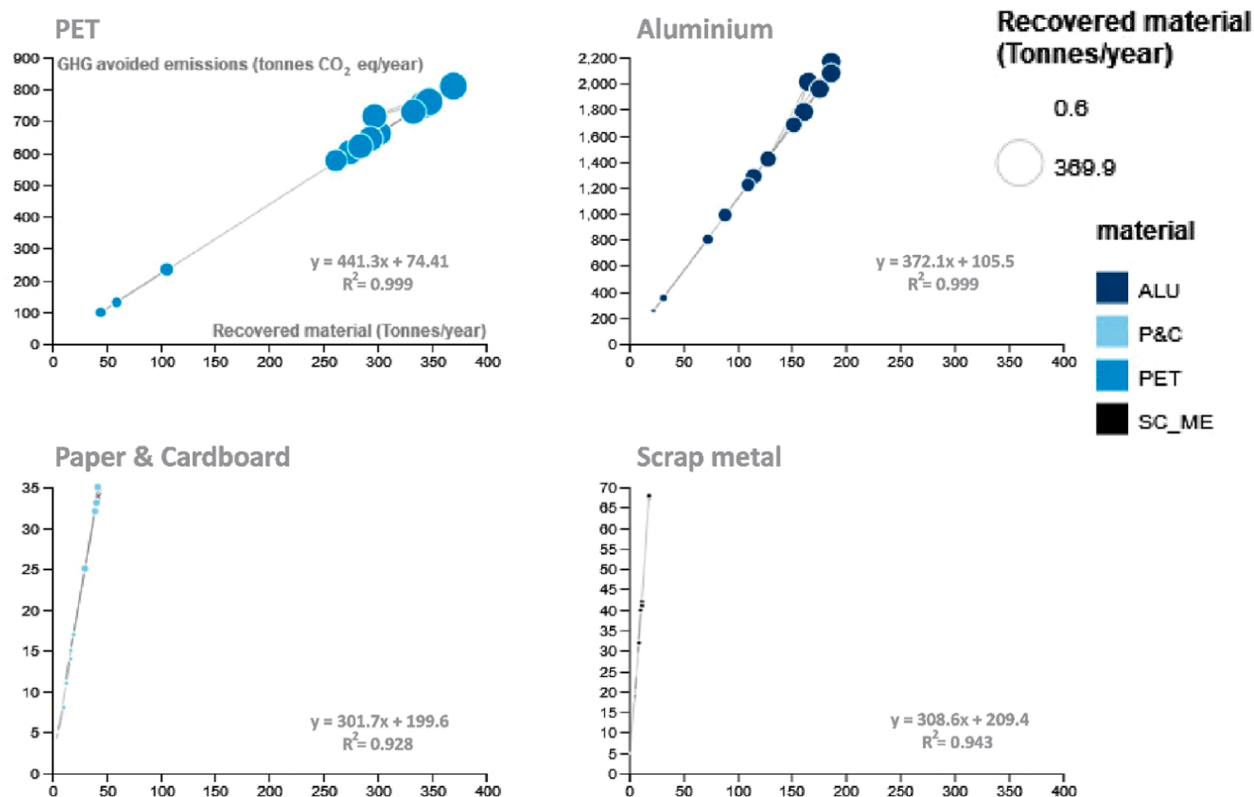 PET
GHG avoided emissions (tonnes CO2 eq/year)
900
800
700
600
500
400
300
200
100
0
y = 441.3x + 74.41
R2= 0.999
Recovered material (Tonnes/year)
0 50 100 150 200 250 300 350 400
Aluminium
2,200
2,000
1,800
1,600
1,400
1,200
1,000
800
600
400
200
0
y = 372.1x + 105.5
R2= 0.999
0 50 100 150 200 250 300 350 400
Recovered material
(Tonnes/year)
0.6
369.9
material
ALU
P&C
PET
SC_ME
Paper & Cardboard
35
30
25
20
15
10
5
0
y = 301.7x + 199.6
R2= 0.928
0 50 100 150 200 250 300 350 400
Scrap metal
70
65
60
55
50
45
40
35
30
25
20
15
10
5
0
y = 308.6x + 209.4
R2= 0.943
0 50 100 150 200 250 300 350 400